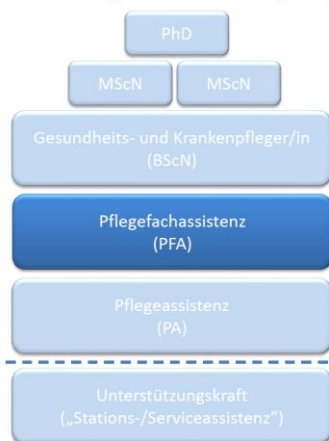 PhD
MScN MScN
Gesundheits- und Krankenpfleger/in
(BScN)
Pflegefachassistenz
(PFA)
Pflegeassistenz
(PA)
Unterstützungskraft
(„Stations-/Serviceassistenz“)